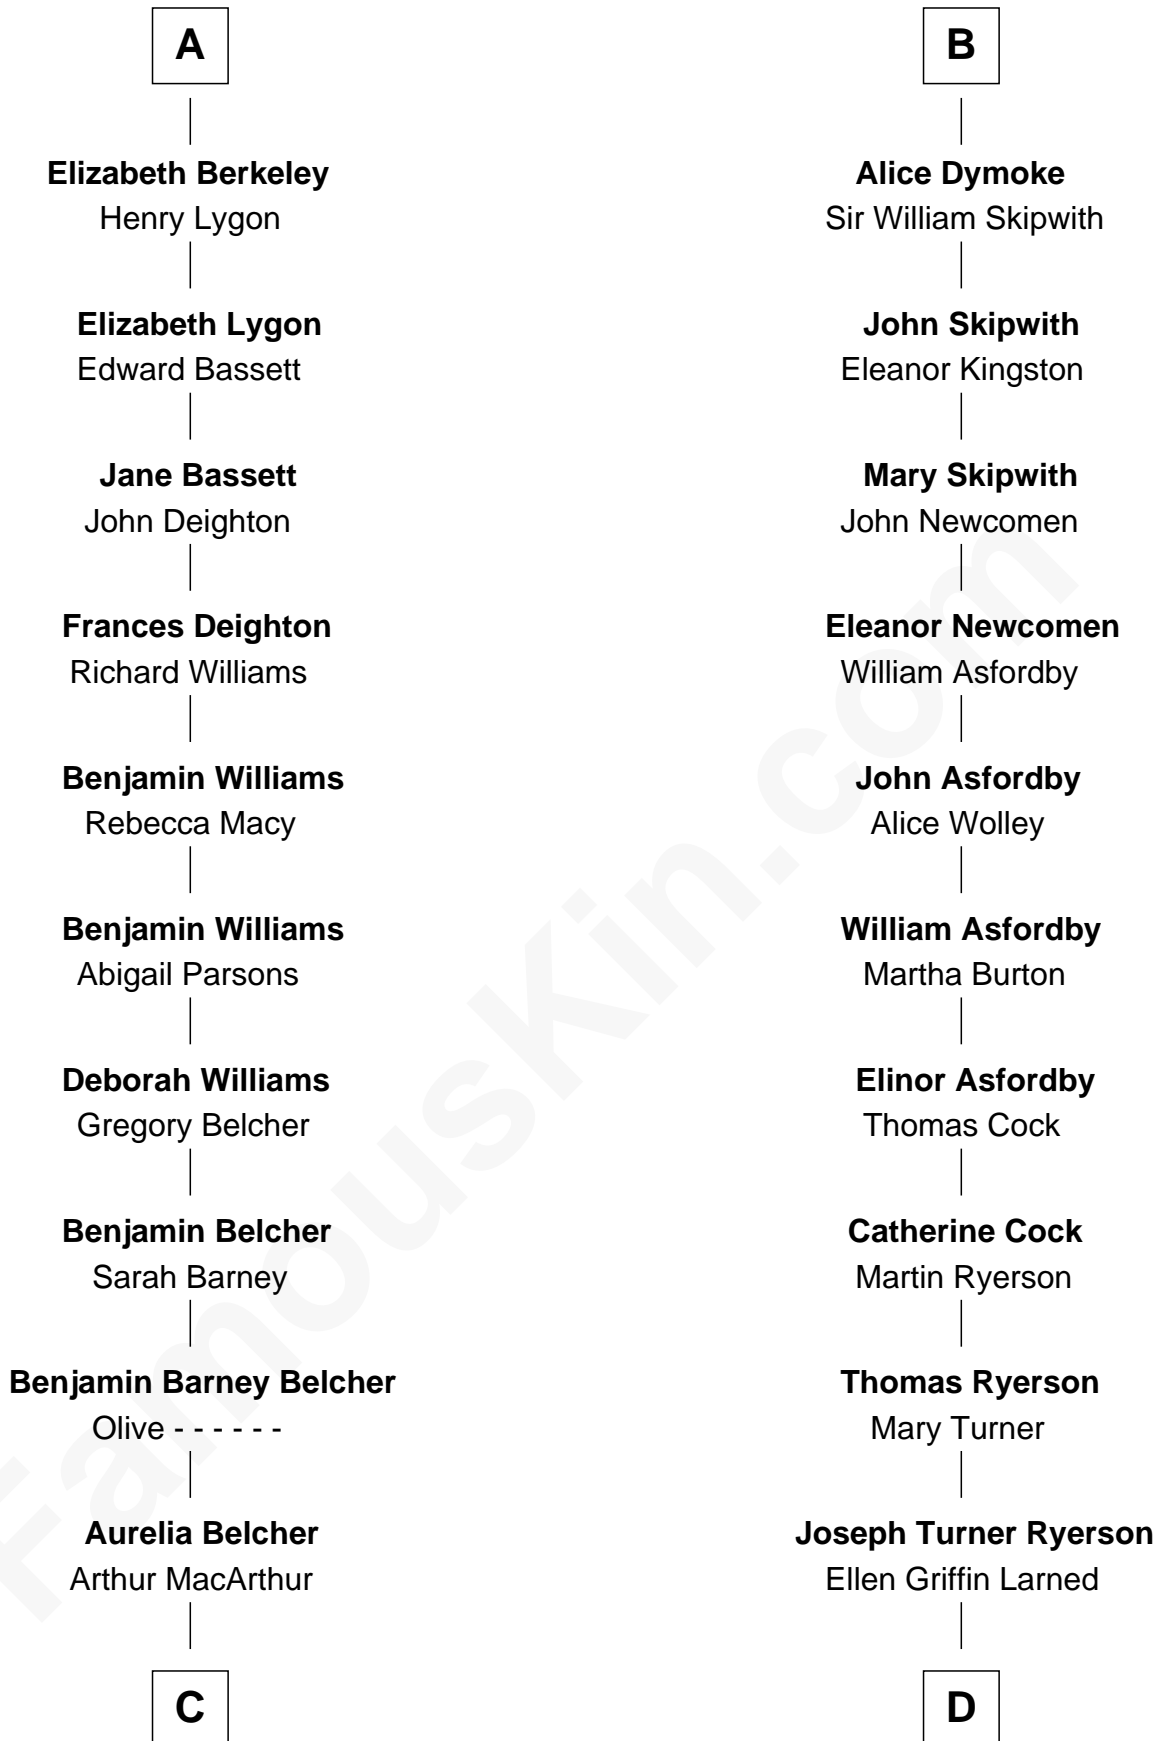 A
Elizabeth Berkeley
Henry Lygon
Elizabeth Lygon
Edward Bassett
Jane Bassett
John Deighton
Frances Deighton
Richard Williams
Benjamin Williams
Rebecca Macy
Benjamin Williams
Abigail Parsons
Deborah Williams
Gregory Belcher
Benjamin Belcher
Sarah Barney
Benjamin Barney Belcher
Olive - - - - - -
Aurelia Belcher
Arthur MacArthur
C
B
Alice Dymoke
Sir William Skipwith
John Skipwith
Eleanor Kingston
Mary Skipwith
John Newcomen
Eleanor Newcomen
William Asfordby
John Asfordby
Alice Wolley
William Asfordby
Martha Burton
Elinor Asfordby
Thomas Cock
Catherine Cock
Martin Ryerson
Thomas Ryerson
Mary Turner
Joseph Turner Ryerson
Ellen Griffin Larned
D
FamousKin.com